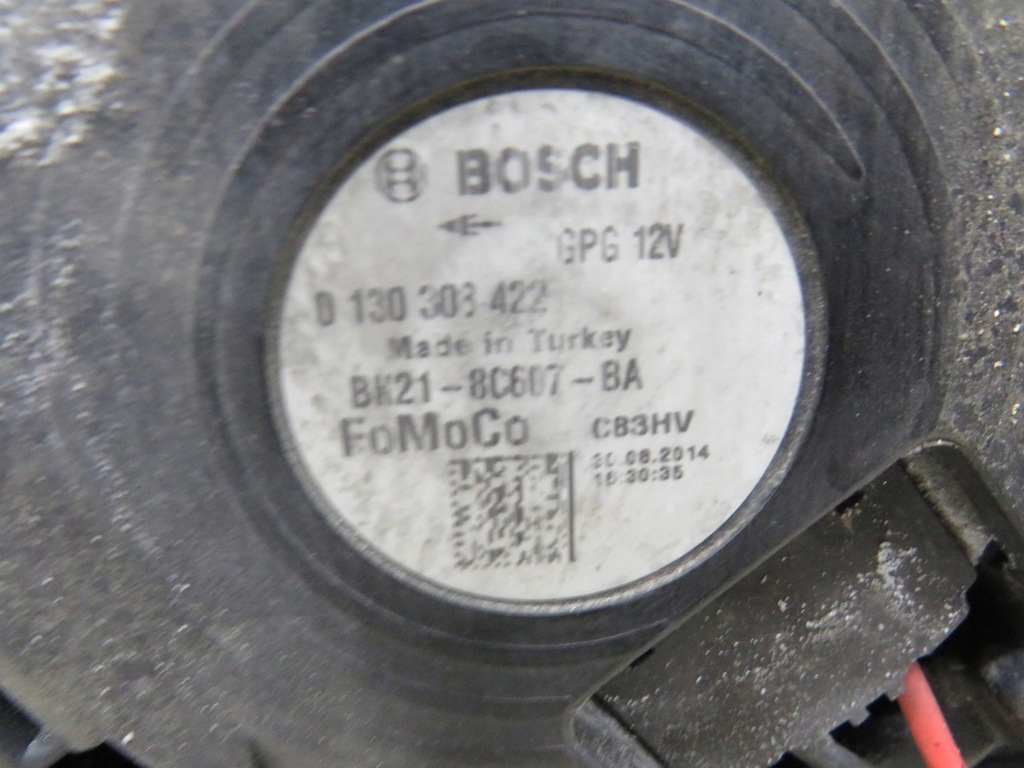 BOSCH
GPG 12V
0 130 303 422
Made in Turkey
BK21-8C607-BA
FoMoCo CB3HV
30.08.2014
16:30:35